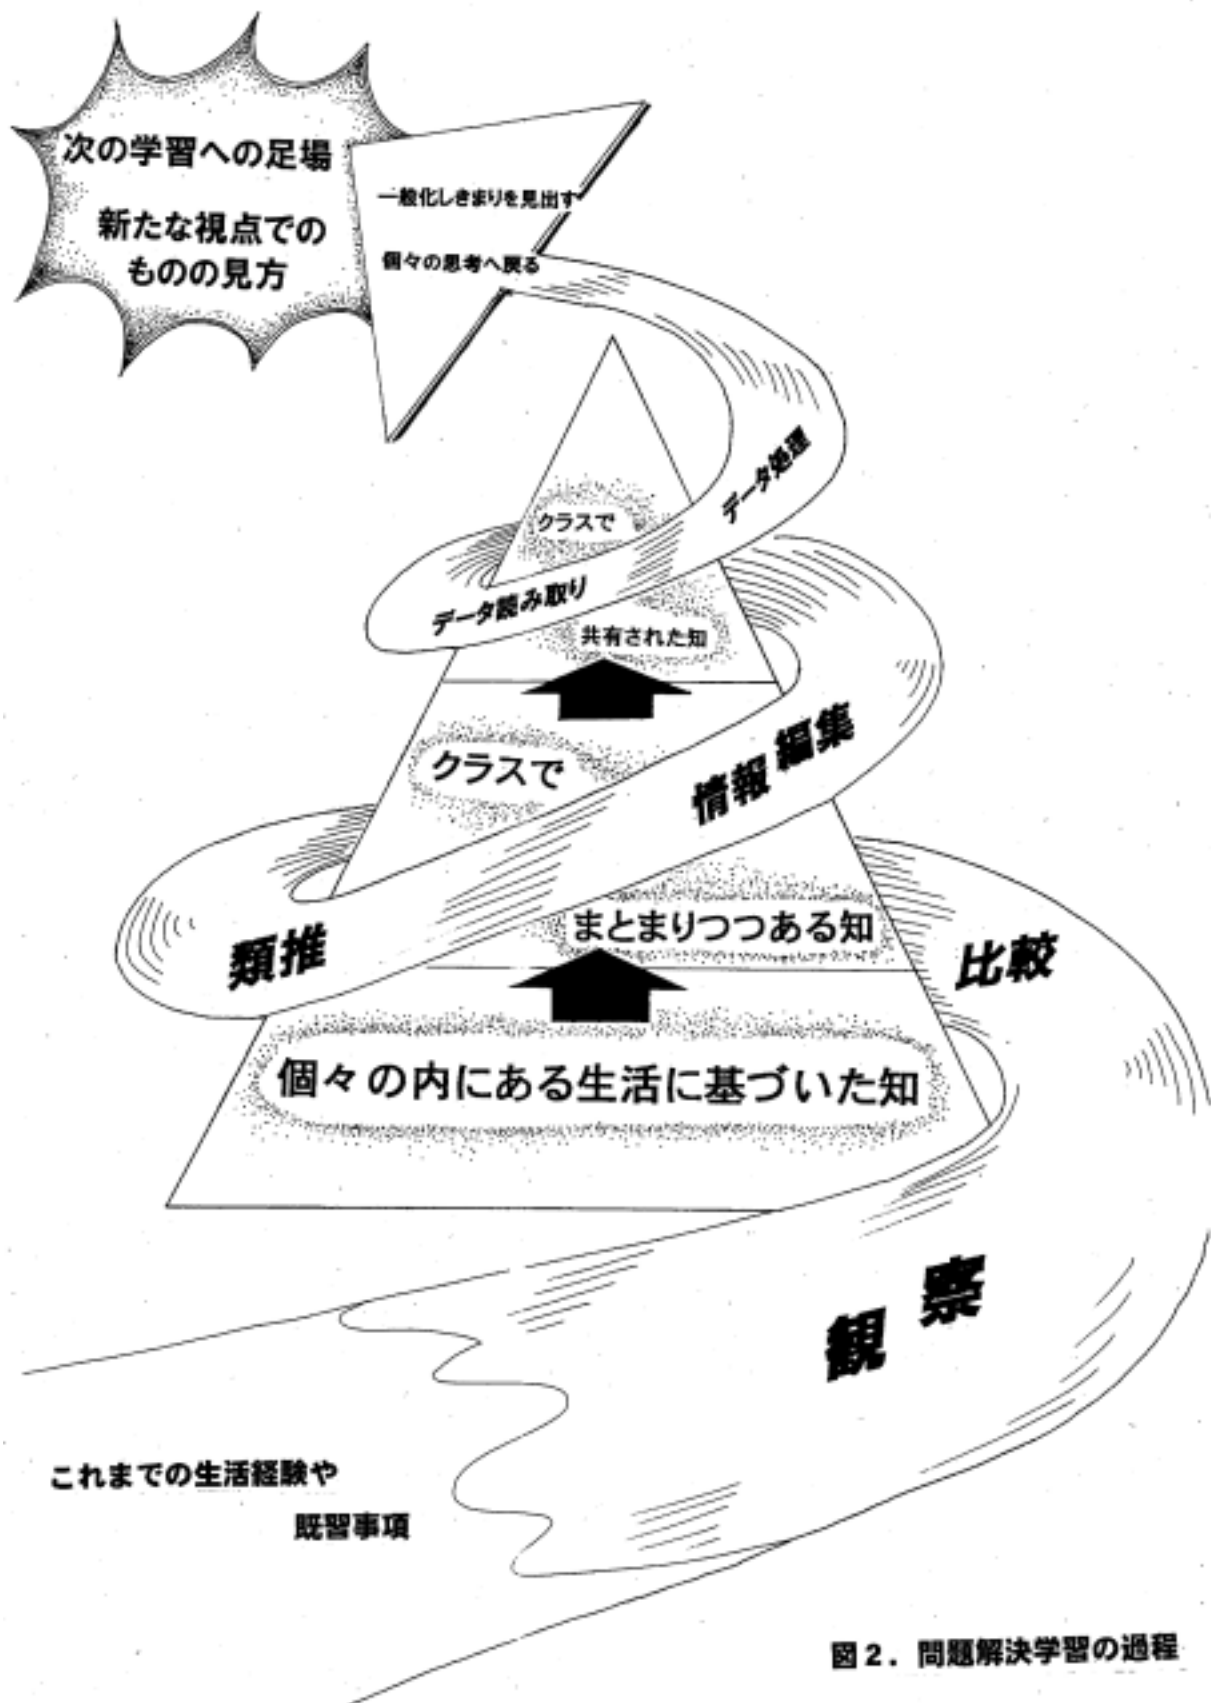 次の学習への足場
新たな視点での
ものの見方
一般化しきまりを見出す
個々の思考へ戻る
データ処理
クラスで
データ読み取り
共有された知
情報編集
クラスで
まとまりつつある知
類推
比較
個々の内にある生活に基づいた知
観察
これまでの生活経験や
既習事項
図2．問題解決学習の過程